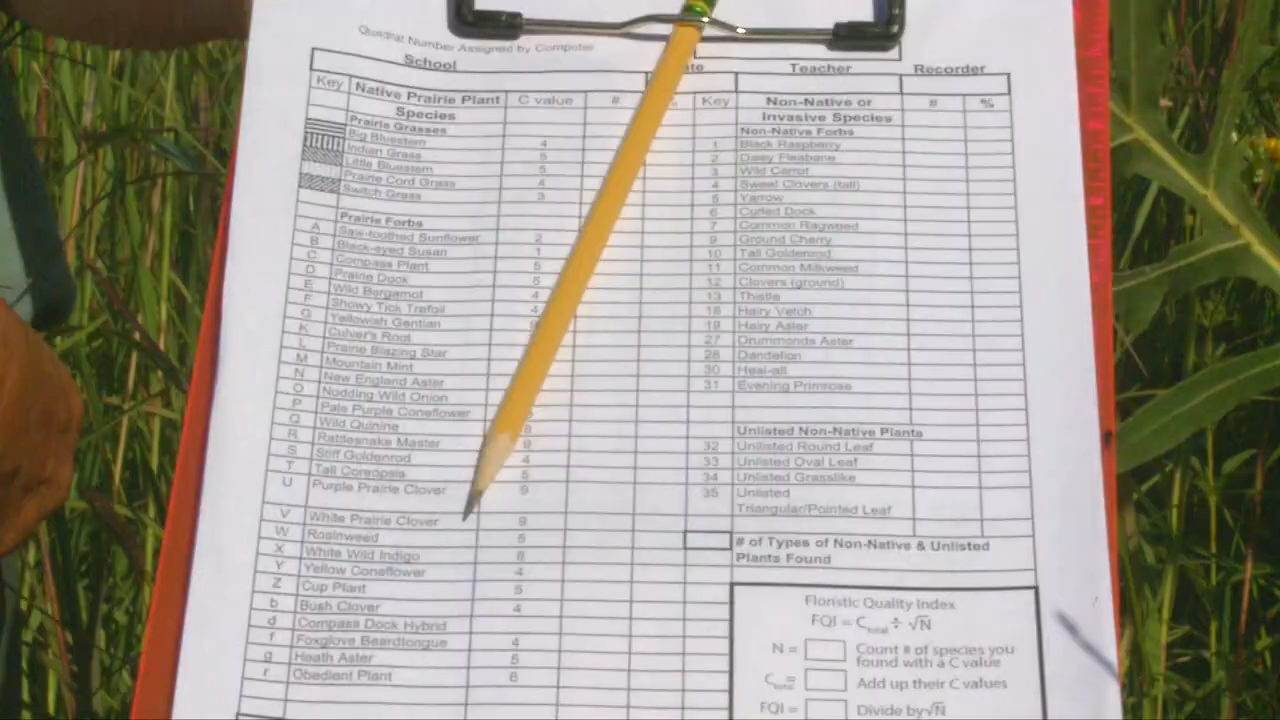 Quadrat Number Assigned by Computer
School Teacher Recorder
Key Native Prairie Plant Species C value # Key Non-Native or Invasive Species # %
Prairie Grasses Non-Native Forbs
Big Bluestem 4
Indian Grass 5
Little Bluestem 5
Prairie Cord Grass 4
Switch Grass 3
Prairie Forbs
A Saw-toothed Sunflower 2
B Black-eyed Susan 1
C Compass Plant 5
D Prairie Dock 5
E Wild Bergamot 4
F Showy Tick Trefoil 4
G Yellowish Gentian
K Culver's Root
L Prairie Blazing Star
M Mountain Mint
N New England Aster
O Nodding Wild Onion
P Pale Purple Coneflower
Q Wild Quinine 8
R Rattlesnake Master 9
S Stiff Goldenrod 4
T Tall Coreopsis 5
U Purple Prairie Clover 9
V White Prairie Clover 9
W Rosinweed 5
X White Wild Indigo 8
Y Yellow Coneflower 4
Z Cup Plant 5
b Bush Clover 4
d Compass Dock Hybrid
f Foxglove Beardtongue 4
g Heath Aster 5
r Obedient Plant 6
1 Black Raspberry
2 Daisy Fleabane
3 Wild Carrot
4 Sweet Clovers (tall)
5 Yarrow
6 Curled Dock
7 Common Ragweed
9 Ground Cherry
10 Tall Goldenrod
11 Common Milkweed
12 Clovers (ground)
13 Thistle
18 Hairy Vetch
19 Hairy Aster
27 Drummonds Aster
28 Dandelion
30 Heal-all
31 Evening Primrose
Unlisted Non-Native Plants
32 Unlisted Round Leaf
33 Unlisted Oval Leaf
34 Unlisted Grasslike
35 Unlisted
Triangular/Pointed Leaf
# of Types of Non-Native & Unlisted
Plants Found
Floristic Quality Index
FQI = Ctotal ÷ √N
N = Count # of species you
found with a C value
Ctotal = Add up their C values
FQI = Divide by √N